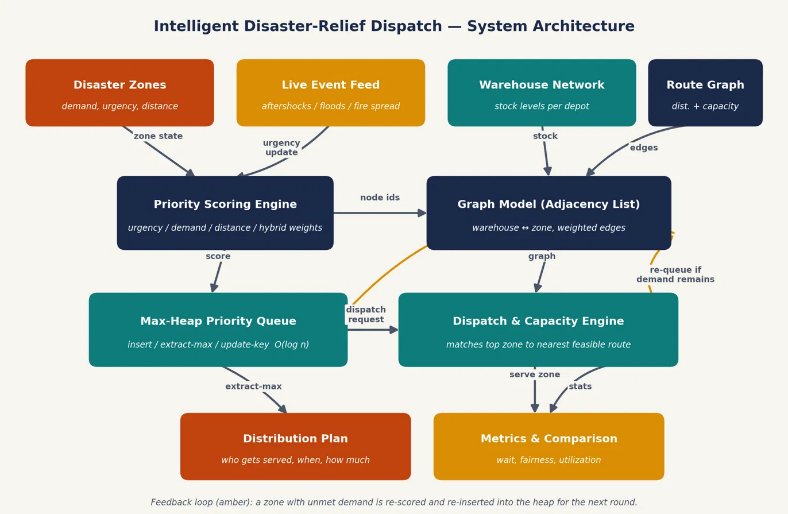 Intelligent Disaster-Relief Dispatch — System Architecture
Disaster Zones
demand, urgency, distance
Live Event Feed
aftershocks / floods / fire spread
Warehouse Network
stock levels per depot
Route Graph
dist. + capacity
zone state
urgency
update
stock
edges
Priority Scoring Engine
urgency / demand / distance / hybrid weights
node ids
Graph Model (Adjacency List)
warehouse ↔ zone, weighted edges
score
graph
re-queue if
demand remains
Max-Heap Priority Queue
insert / extract-max / update-key  O(log n)
dispatch
request
Dispatch & Capacity Engine
matches top zone to nearest feasible route
extract-max
serve zone
stats
Distribution Plan
who gets served, when, how much
Metrics & Comparison
wait, fairness, utilization
Feedback loop (amber): a zone with unmet demand is re-scored and re-inserted into the heap for the next round.